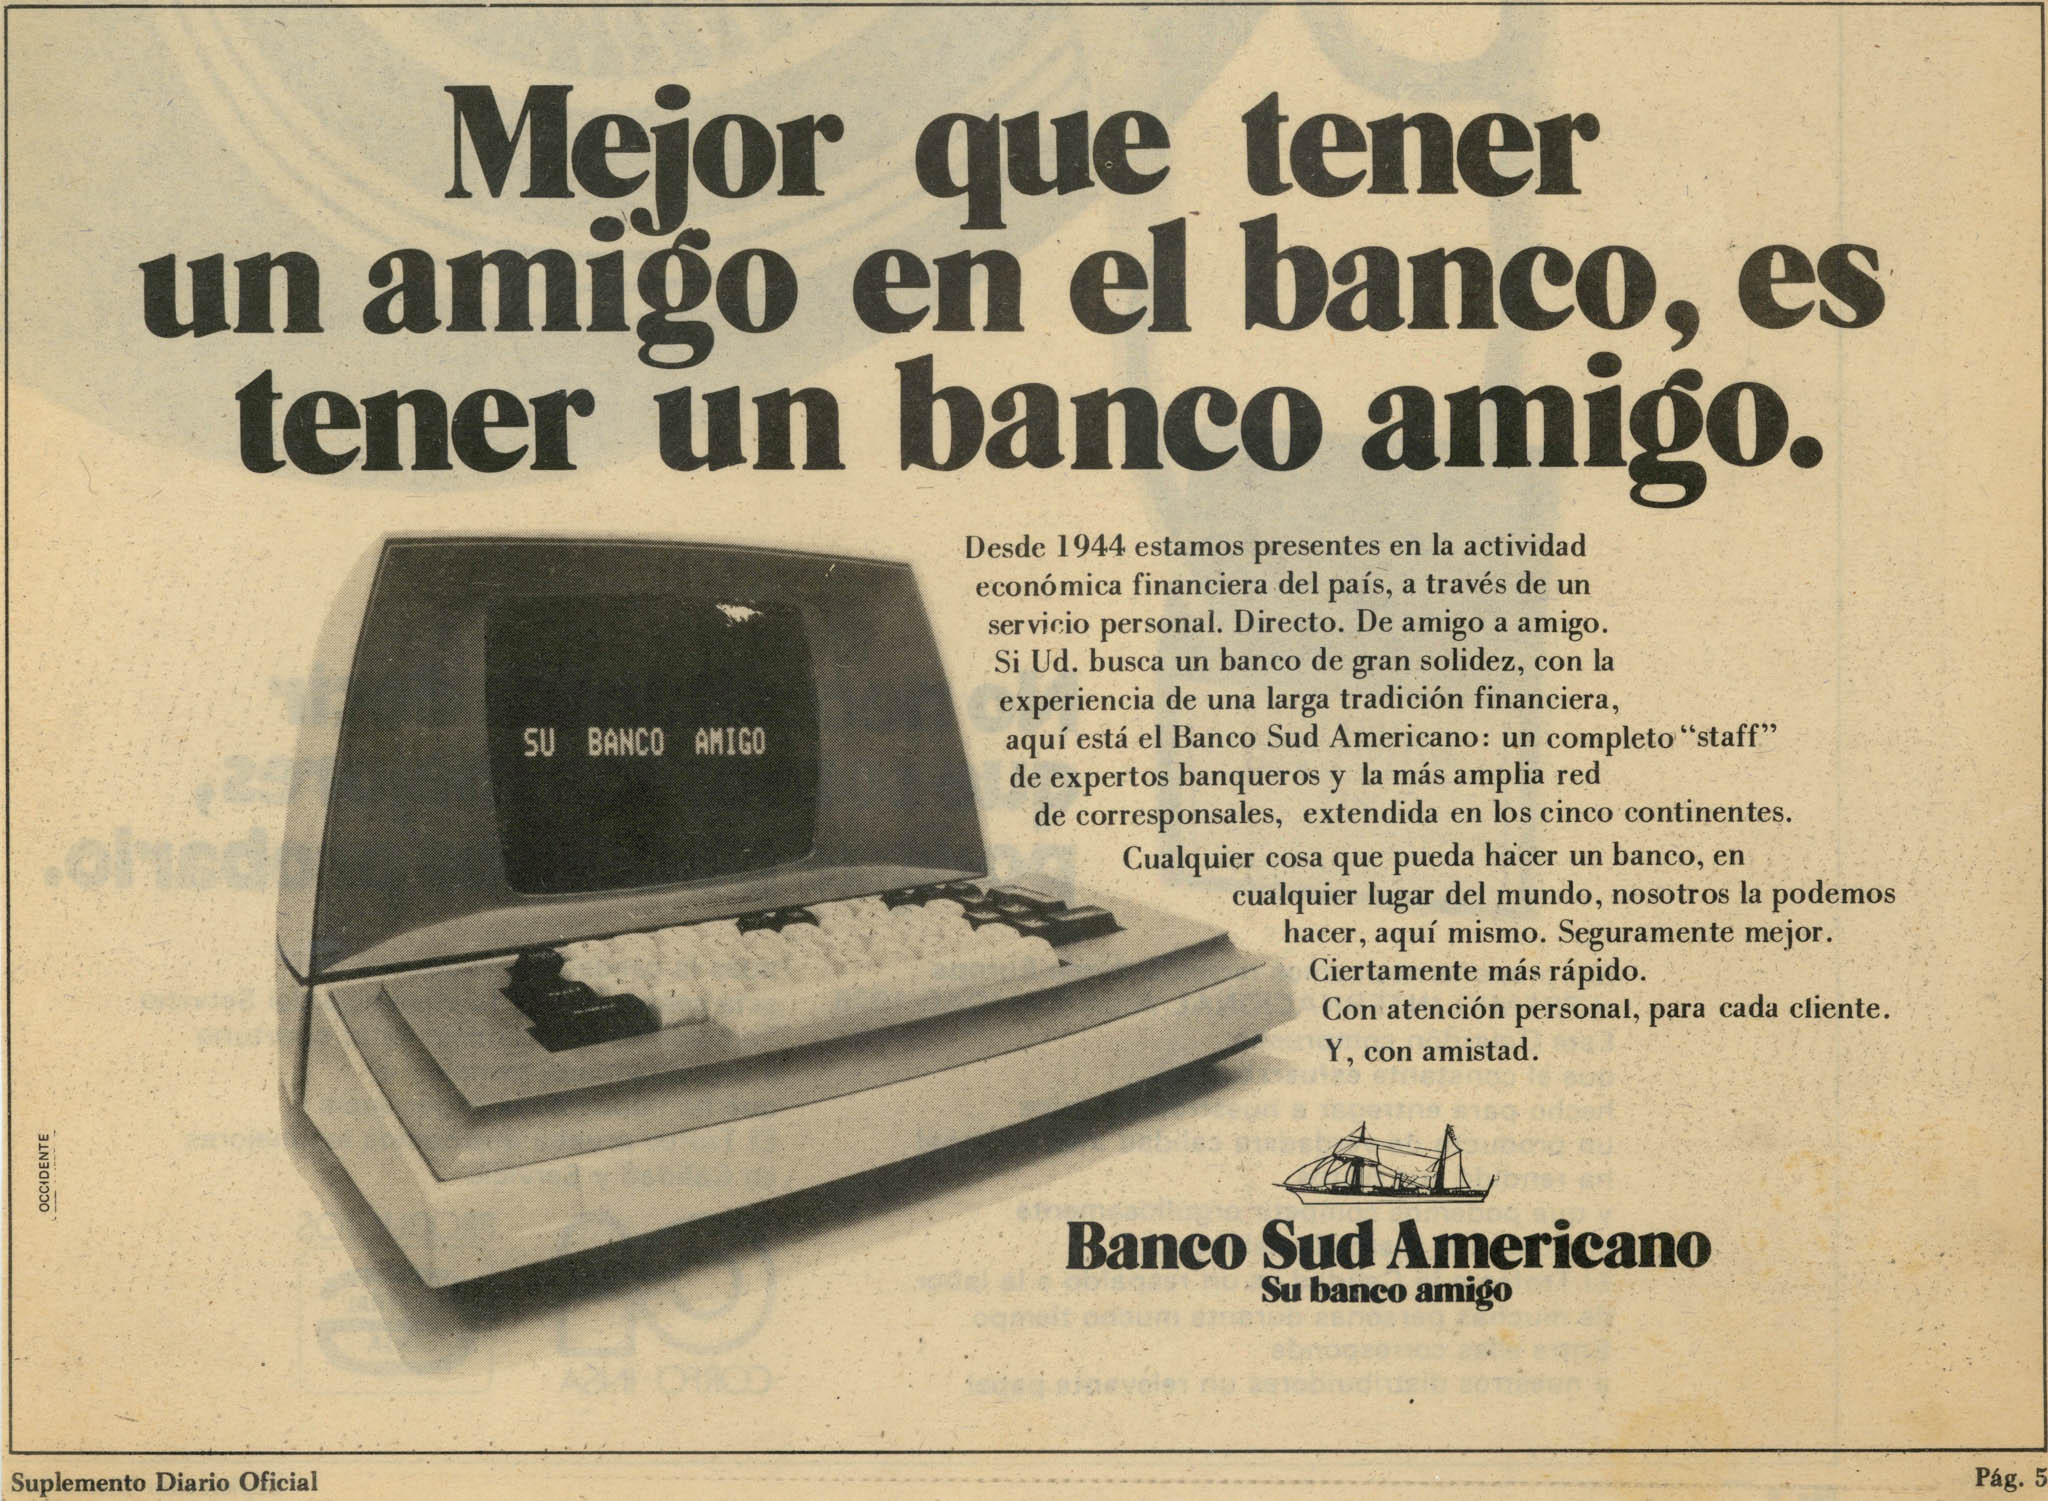 Mejor que tener
un amigo en el banco, es
tener un banco amigo.
SU BANCO AMIGO
Desde 1944 estamos presentes en la actividad
económica financiera del país, a través de un
servicio personal. Directo. De amigo a amigo.
Si Ud. busca un banco de gran solidez, con la
experiencia de una larga tradición financiera,
aquí está el Banco Sud Americano: un completo “staff”
de expertos banqueros y la más amplia red
de corresponsales, extendida en los cinco continentes.
Cualquier cosa que pueda hacer un banco, en
cualquier lugar del mundo, nosotros la podemos
hacer, aquí mismo. Seguramente mejor.
Ciertamente más rápido.
Con atención personal, para cada cliente.
Y, con amistad.
OCCIDENTE
Banco Sud Americano
Su banco amigo
Suplemento Diario Oficial
Pág. 5